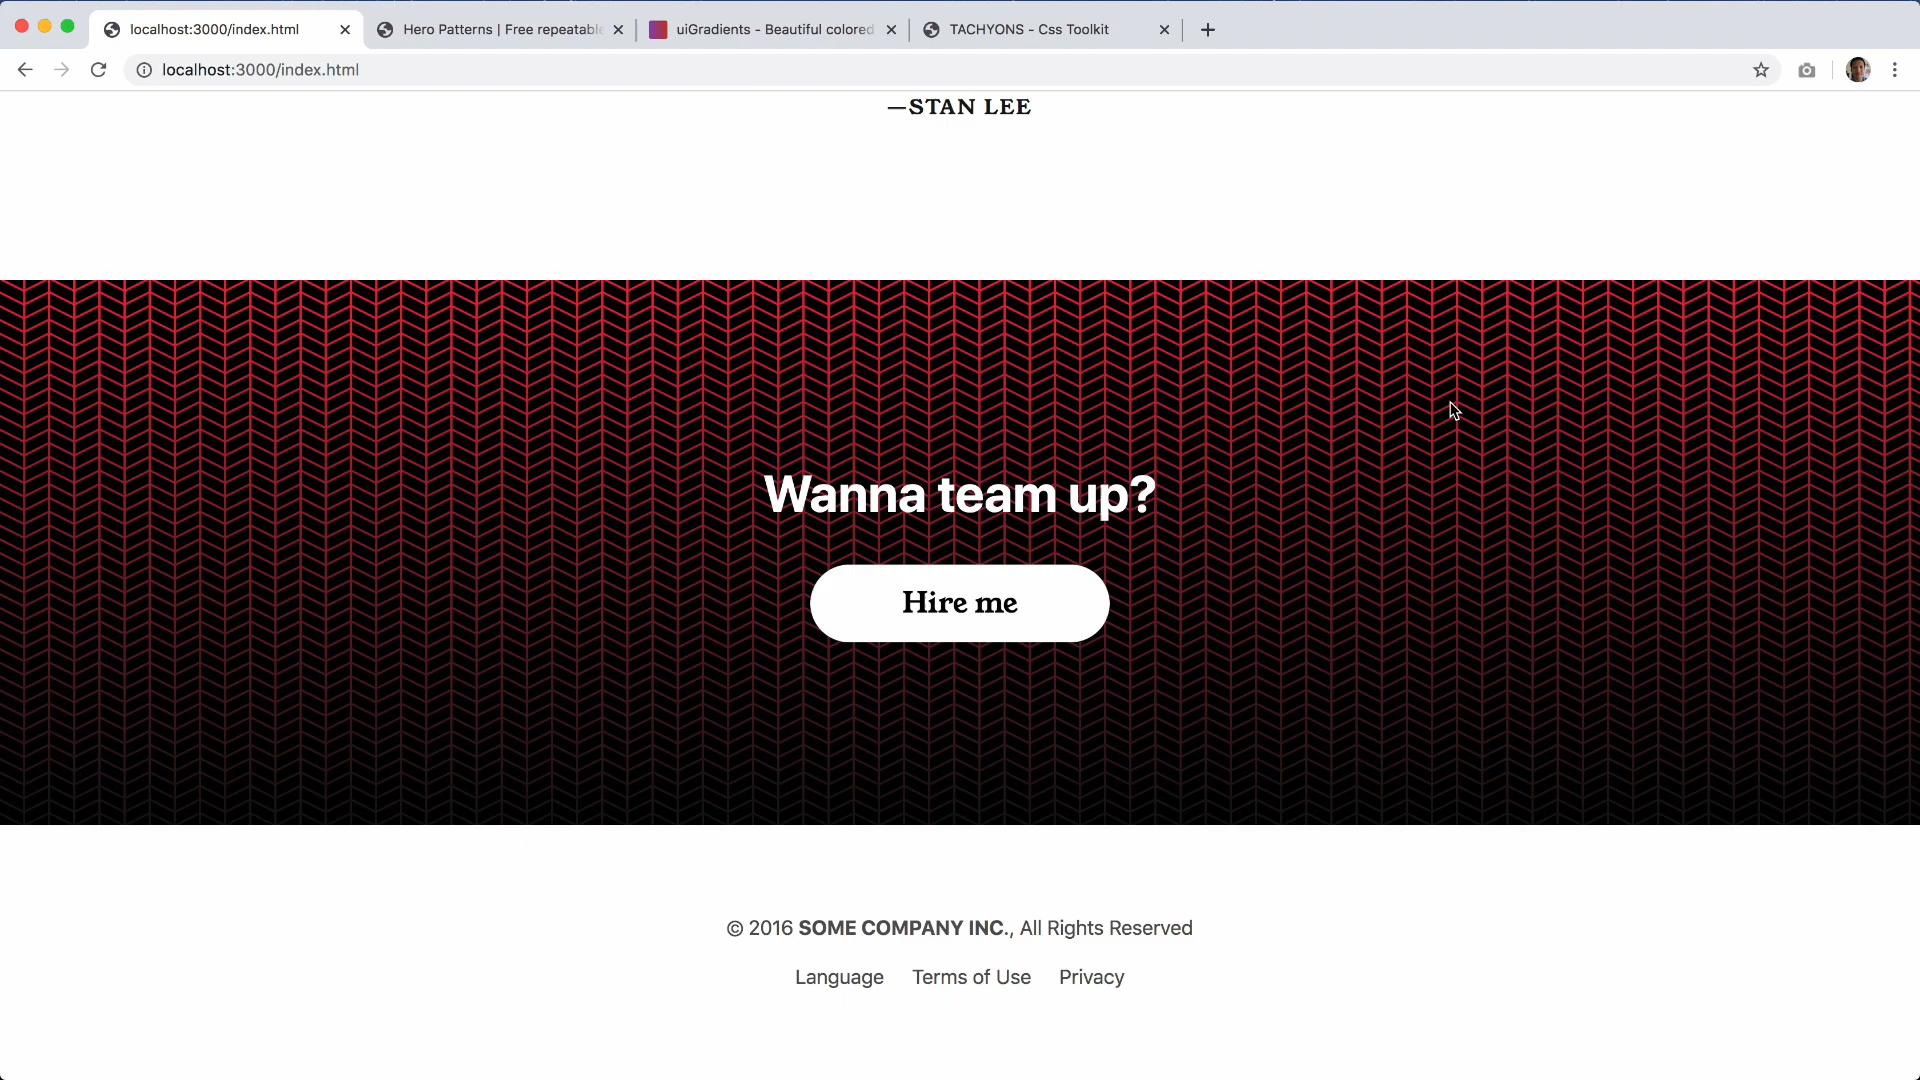 localhost:3000/index.html
Hero Patterns | Free repeatable
uiGradients - Beautiful colored
TACHYONS - Css Toolkit
localhost:3000/index.html
—STAN LEE
Wanna team up?
Hire me
© 2016 SOME COMPANY INC., All Rights Reserved
Language Terms of Use Privacy